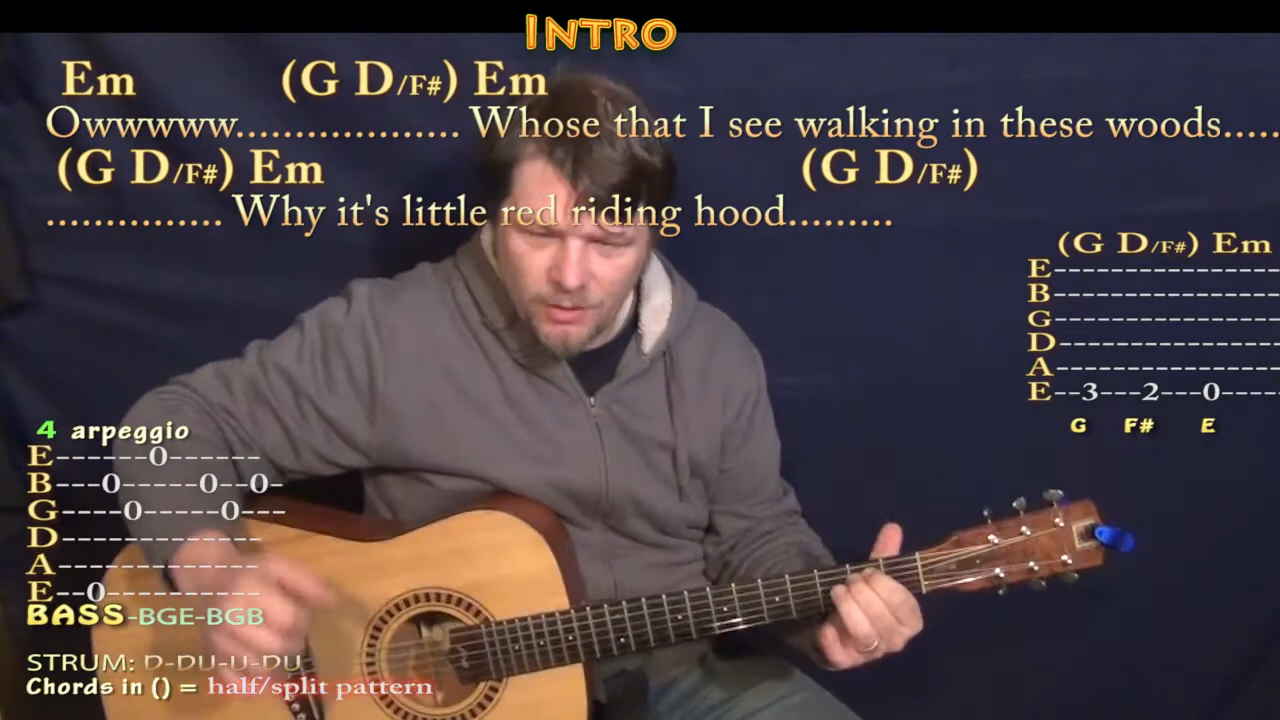 INTRO
Em (G D/F#) Em
Owwwww................... Whose that I see walking in these woods.....
(G D/F#) Em (G D/F#)
............... Why it's little red riding hood.........
(G D/F#) Em
E--------------------
B--------------------
G--------------------
D--------------------
A--------------------
E--3---2---0-----
G F# E
4 arpeggio
E------0------
B---0-----0--0-
G----0-----0---
D-------------
A-------------
E--0----------
BASS-BGE-BGB
STRUM: D-DU-U-DU
Chords in () = half/split pattern